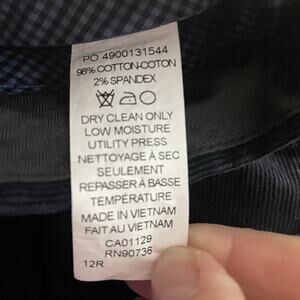 PO 4900131544
98% COTTON-COTON
2% SPANDEX
DRY CLEAN ONLY
LOW MOISTURE
UTILITY PRESS
NETTOYAGE À SEC
SEULEMENT
REPASSER À BASSE
TEMPÉRATURE
MADE IN VIETNAM
FAIT AU VIETNAM
CA01129
RN90736
12R